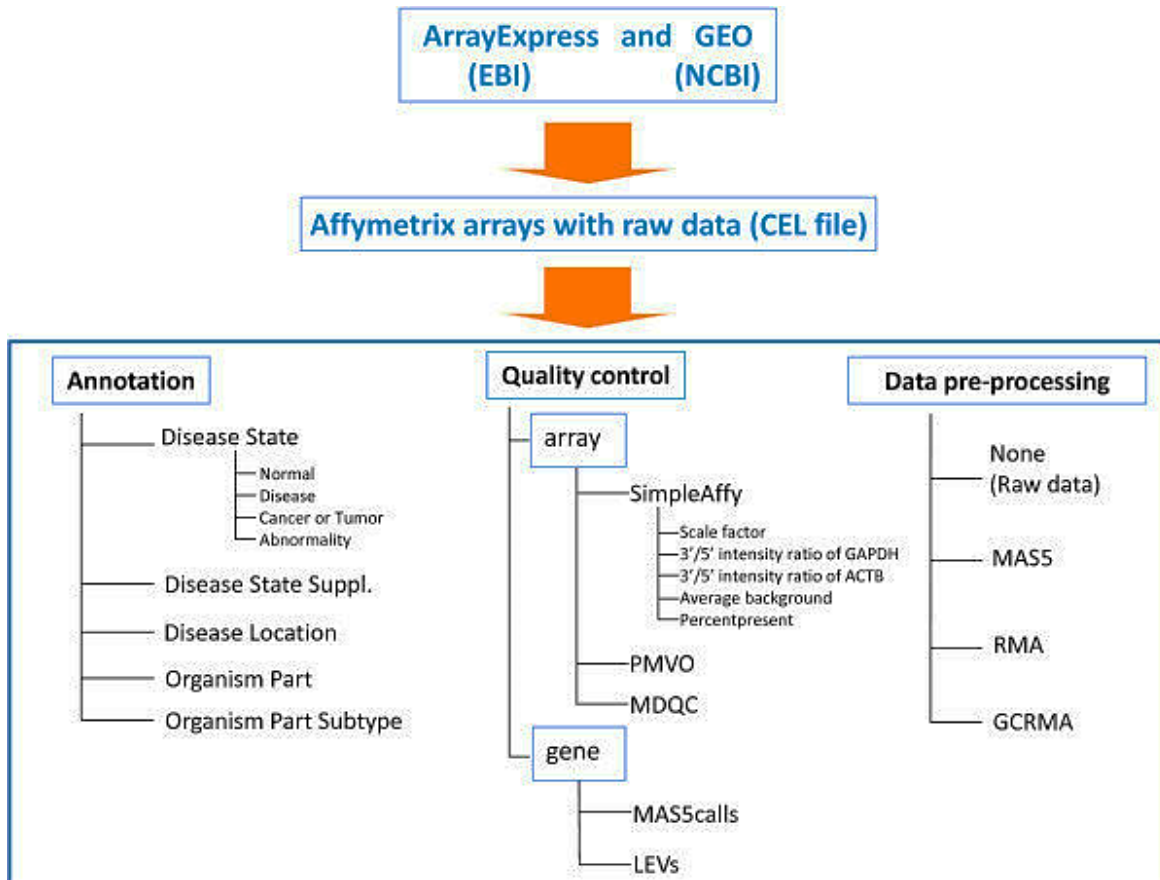 ArrayExpress and GEO
(EBI) (NCBI)
Affymetrix arrays with raw data (CEL file)
Annotation
Disease State
Normal
Disease
Cancer or Tumor
Abnormality
Disease State Suppl.
Disease Location
Organism Part
Organism Part Subtype
Quality control
array
SimpleAffy
Scale factor
3'/5' intensity ratio of GAPDH
3'/5' intensity ratio of ACTB
Average background
Percentpresent
PMVO
MDQC
gene
MAS5calls
LEVs
Data pre-processing
None
(Raw data)
MAS5
RMA
GCRMA